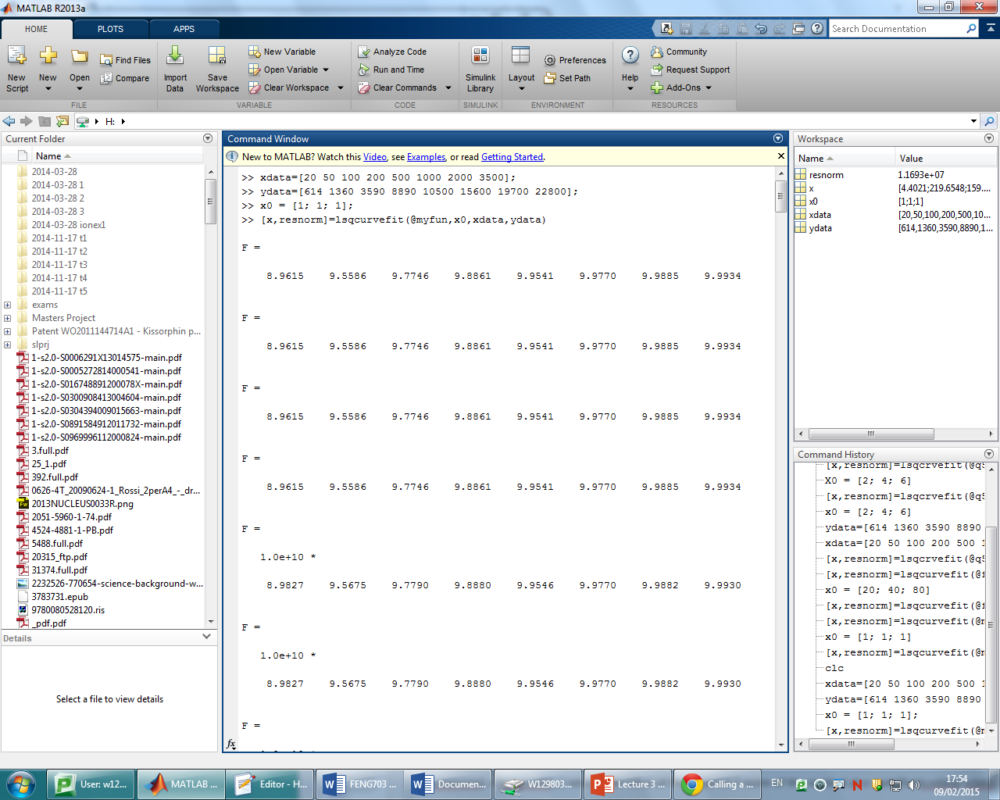 MATLAB R2013a
HOME PLOTS APPS
Search Documentation
New Script
New
Open
Find Files
Compare
FILE
Import Data
Save Workspace
New Variable
Open Variable
Clear Workspace
VARIABLE
Analyze Code
Run and Time
Clear Commands
CODE
Simulink Library
SIMULINK
Layout
Preferences
Set Path
ENVIRONMENT
Help
Community
Request Support
Add-Ons
RESOURCES
H:
Current Folder
Name
2014-03-28
2014-03-28 1
2014-03-28 2
2014-03-28 3
2014-03-28 ionex1
2014-11-17 t1
2014-11-17 t2
2014-11-17 t3
2014-11-17 t4
2014-11-17 t5
exams
Masters Project
Patent WO2011144714A1 - Kissorphin p...
slprj
1-s2.0-S0006291X13014575-main.pdf
1-s2.0-S0005272814000541-main.pdf
1-s2.0-S016748891200078X-main.pdf
1-s2.0-S0300908413004604-main.pdf
1-s2.0-S0304394009015663-main.pdf
1-s2.0-S0891584912011732-main.pdf
1-s2.0-S0969996112000824-main.pdf
3.full.pdf
25_1.pdf
392.full.pdf
0626-4T_20090624-1_Rossi_2perA4_-_dr...
2013NUCLEUS0033R.png
2051-5960-1-74.pdf
4524-4881-1-PB.pdf
5488.full.pdf
20315_ftp.pdf
31374.full.pdf
2232526-770654-science-background-w...
3783731.epub
9780080528120.ris
_pdf.pdf
Details
Select a file to view details
Command Window
New to MATLAB? Watch this Video, see Examples, or read Getting Started.
>> xdata=[20 50 100 200 500 1000 2000 3500];
>> ydata=[614 1360 3590 8890 10500 15600 19700 22800];
>> x0 = [1; 1; 1];
>> [x,resnorm]=lsqcurvefit(@myfun,x0,xdata,ydata)
F =
8.9615 9.5586 9.7746 9.8861 9.9541 9.9770 9.9885 9.9934
F =
8.9615 9.5586 9.7746 9.8861 9.9541 9.9770 9.9885 9.9934
F =
8.9615 9.5586 9.7746 9.8861 9.9541 9.9770 9.9885 9.9934
F =
8.9615 9.5586 9.7746 9.8861 9.9541 9.9770 9.9885 9.9934
F =
1.0e+10 *
8.9827 9.5675 9.7790 9.8880 9.9546 9.9770 9.9882 9.9930
F =
1.0e+10 *
8.9827 9.5675 9.7790 9.8880 9.9546 9.9770 9.9882 9.9930
F =
fx
Workspace
Name Value
resnorm 1.1693e+07
x [4.4021;219.6548;159....
x0 [1;1;1]
xdata [20,50,100,200,500,10...
ydata [614,1360,3590,8890,1...
Command History
[x,resnorm]=lsqcurvefit(@q5
X0 = [2; 4; 6]
[x,resnorm]=lsqcrvefit(@q5
x0 = [2; 4; 6]
ydata=[614 1360 3590 8890
xdata=[20 50 100 200 500 1
[x,resnorm]=lsqcurvefit(@q5
[x,resnorm]=lsqcurvefit(@f
x0 = [20; 40; 80]
[x,resnorm]=lsqcurvefit(@f
[x,resnorm]=lsqcurvefit(@m
x0 = [1; 1; 1]
[x,resnorm]=lsqcurvefit(@m
clc
xdata=[20 50 100 200 500 1
ydata=[614 1360 3590 8890
x0 = [1; 1; 1];
[x,resnorm]=lsqcurvefit(@m
User: w12...
MATLAB ...
Editor - H...
FENG703 ...
Documen...
W129803...
Lecture 3 ...
Calling a ...
EN
17:54
09/02/2015